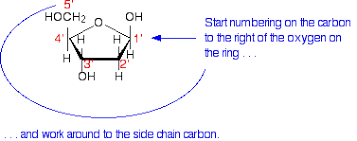 5'
HOCH2 O OH
4' H H 1'
H 3" 2' H
OH H
Start numbering on the carbon
to the right of the oxygen on
the ring . . .
. . . and work around to the side chain carbon.